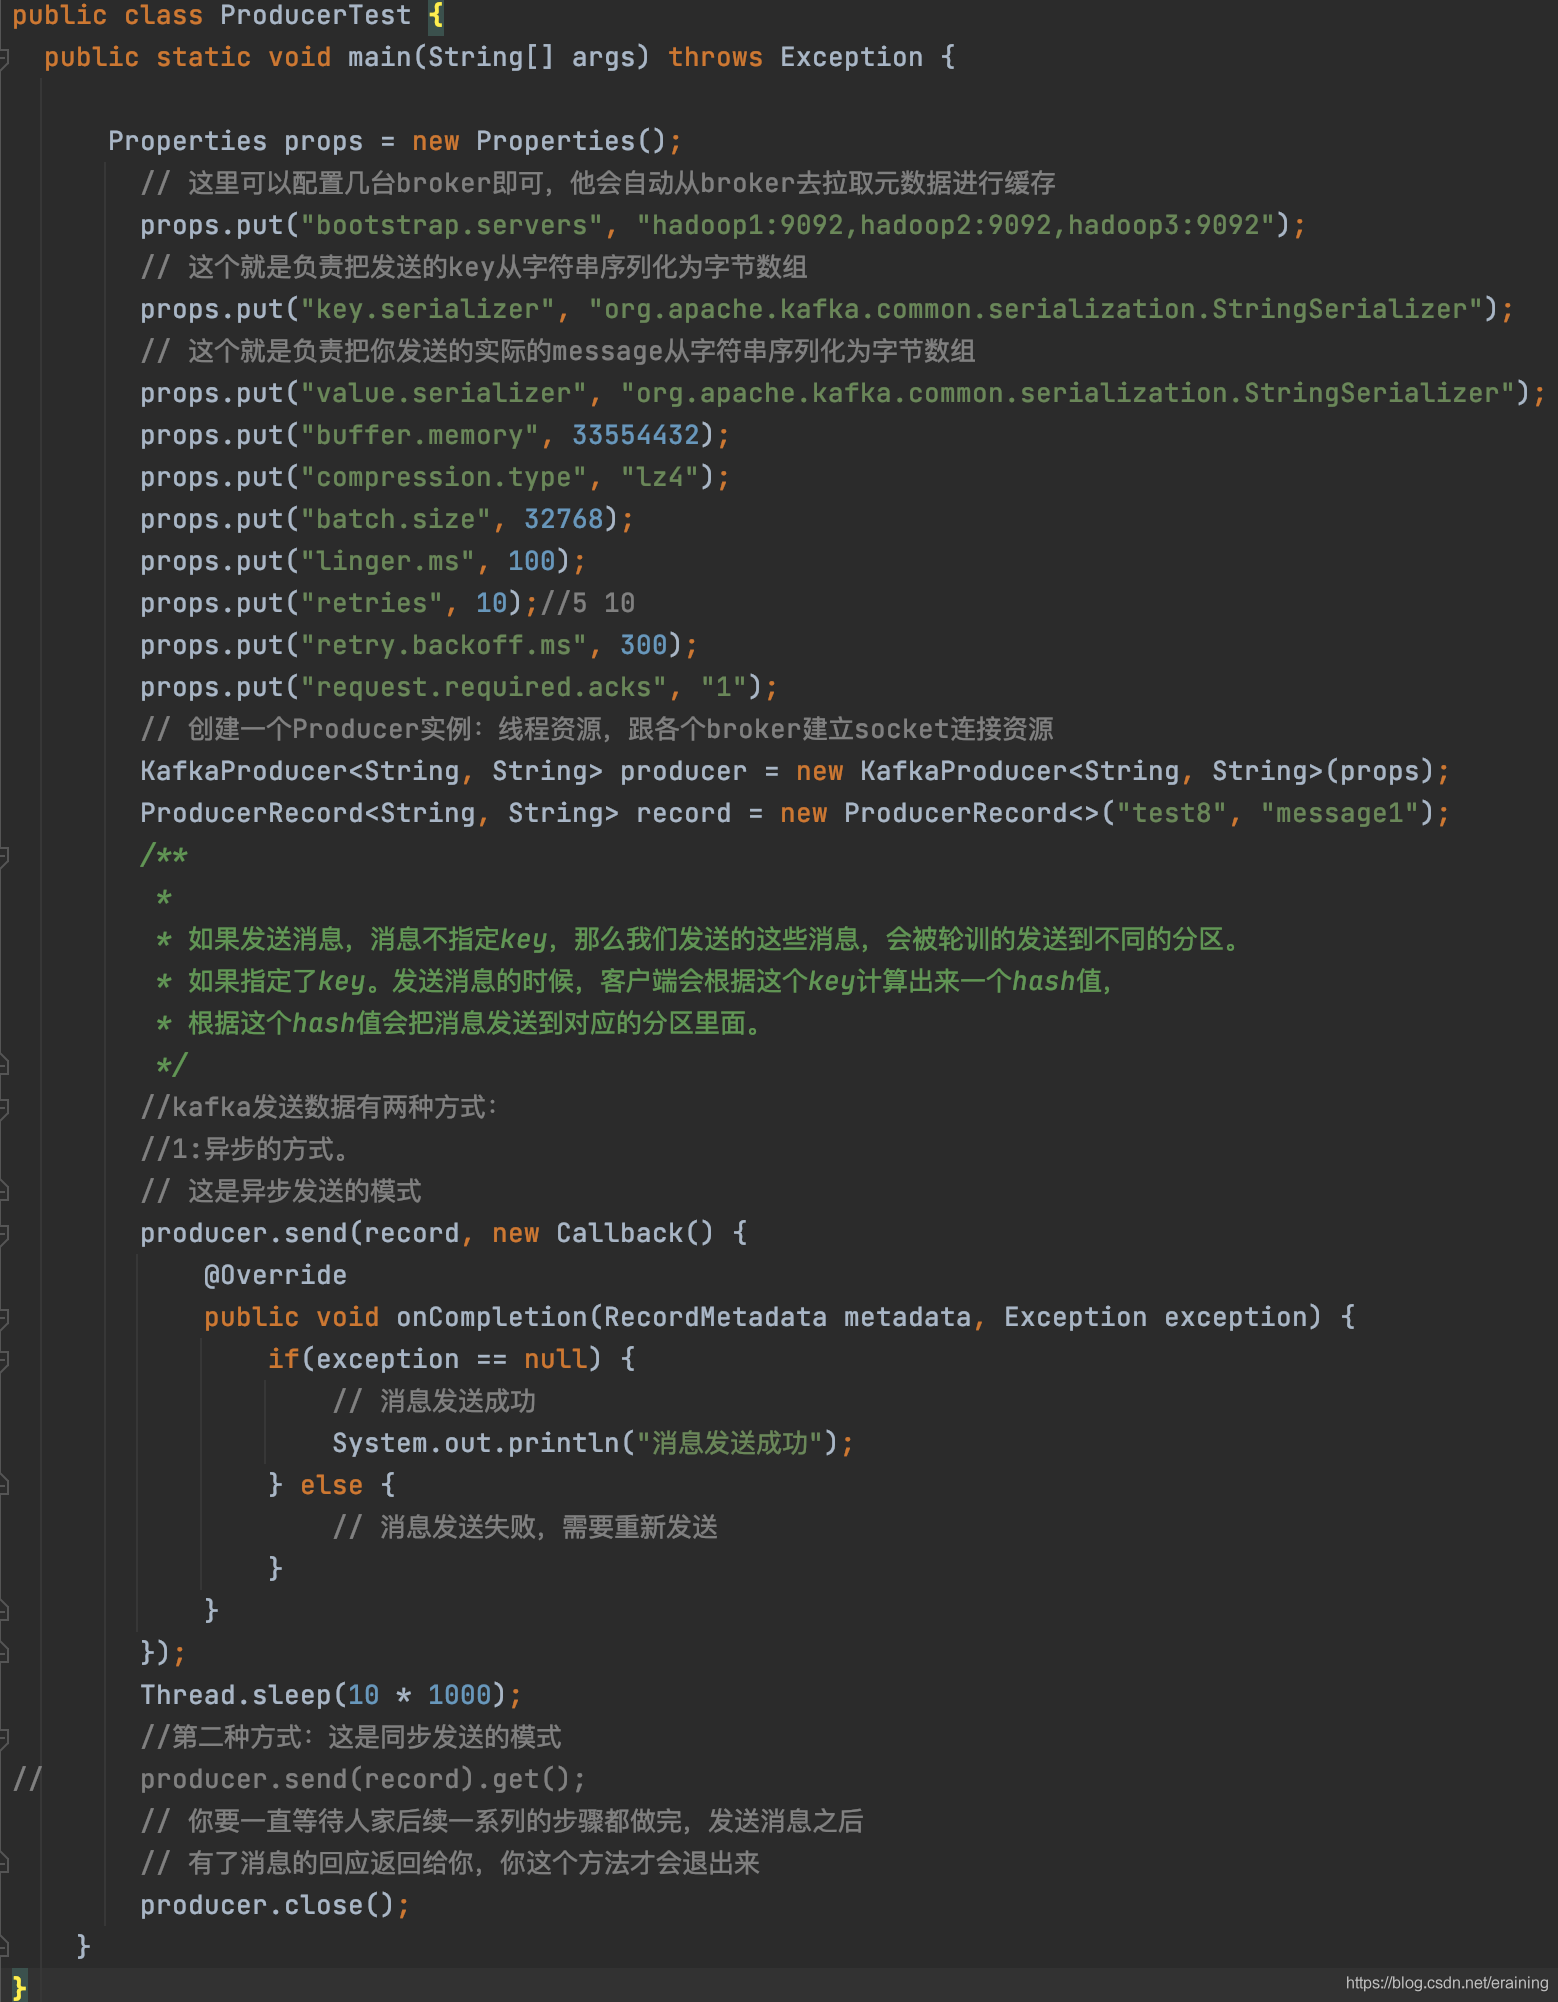 public class ProducerTest {
public static void main(String[] args) throws Exception {
Properties props = new Properties();
// 这里可以配置几台broker即可，他会自动从broker去拉取元数据进行缓存
props.put("bootstrap.servers", "hadoop1:9092,hadoop2:9092,hadoop3:9092");
// 这个就是负责把发送的key从字符串序列化为字节数组
props.put("key.serializer", "org.apache.kafka.common.serialization.StringSerializer");
// 这个就是负责把你发送的实际的message从字符串序列化为字节数组
props.put("value.serializer", "org.apache.kafka.common.serialization.StringSerializer");
props.put("buffer.memory", 33554432);
props.put("compression.type", "lz4");
props.put("batch.size", 32768);
props.put("linger.ms", 100);
props.put("retries", 10);//5 10
props.put("retry.backoff.ms", 300);
props.put("request.required.acks", "1");
// 创建一个Producer实例：线程资源，跟各个broker建立socket连接资源
KafkaProducer<String, String> producer = new KafkaProducer<String, String>(props);
ProducerRecord<String, String> record = new ProducerRecord<>("test8", "message1");
/**
*
* 如果发送消息，消息不指定key，那么我们发送的这些消息，会被轮训的发送到不同的分区。
* 如果指定了key。发送消息的时候，客户端会根据这个key计算出来一个hash值，
* 根据这个hash值会把消息发送到对应的分区里面。
*/
//kafka发送数据有两种方式：
//1:异步的方式。
// 这是异步发送的模式
producer.send(record, new Callback() {
@Override
public void onCompletion(RecordMetadata metadata, Exception exception) {
if(exception == null) {
// 消息发送成功
System.out.println("消息发送成功");
} else {
// 消息发送失败，需要重新发送
}
}
});
Thread.sleep(10 * 1000);
//第二种方式：这是同步发送的模式
// producer.send(record).get();
// 你要一直等待人家后续一系列的步骤都做完，发送消息之后
// 有了消息的回应返回给你，你这个方法才会退出来
producer.close();
}
}
https://blog.csdn.net/eraining